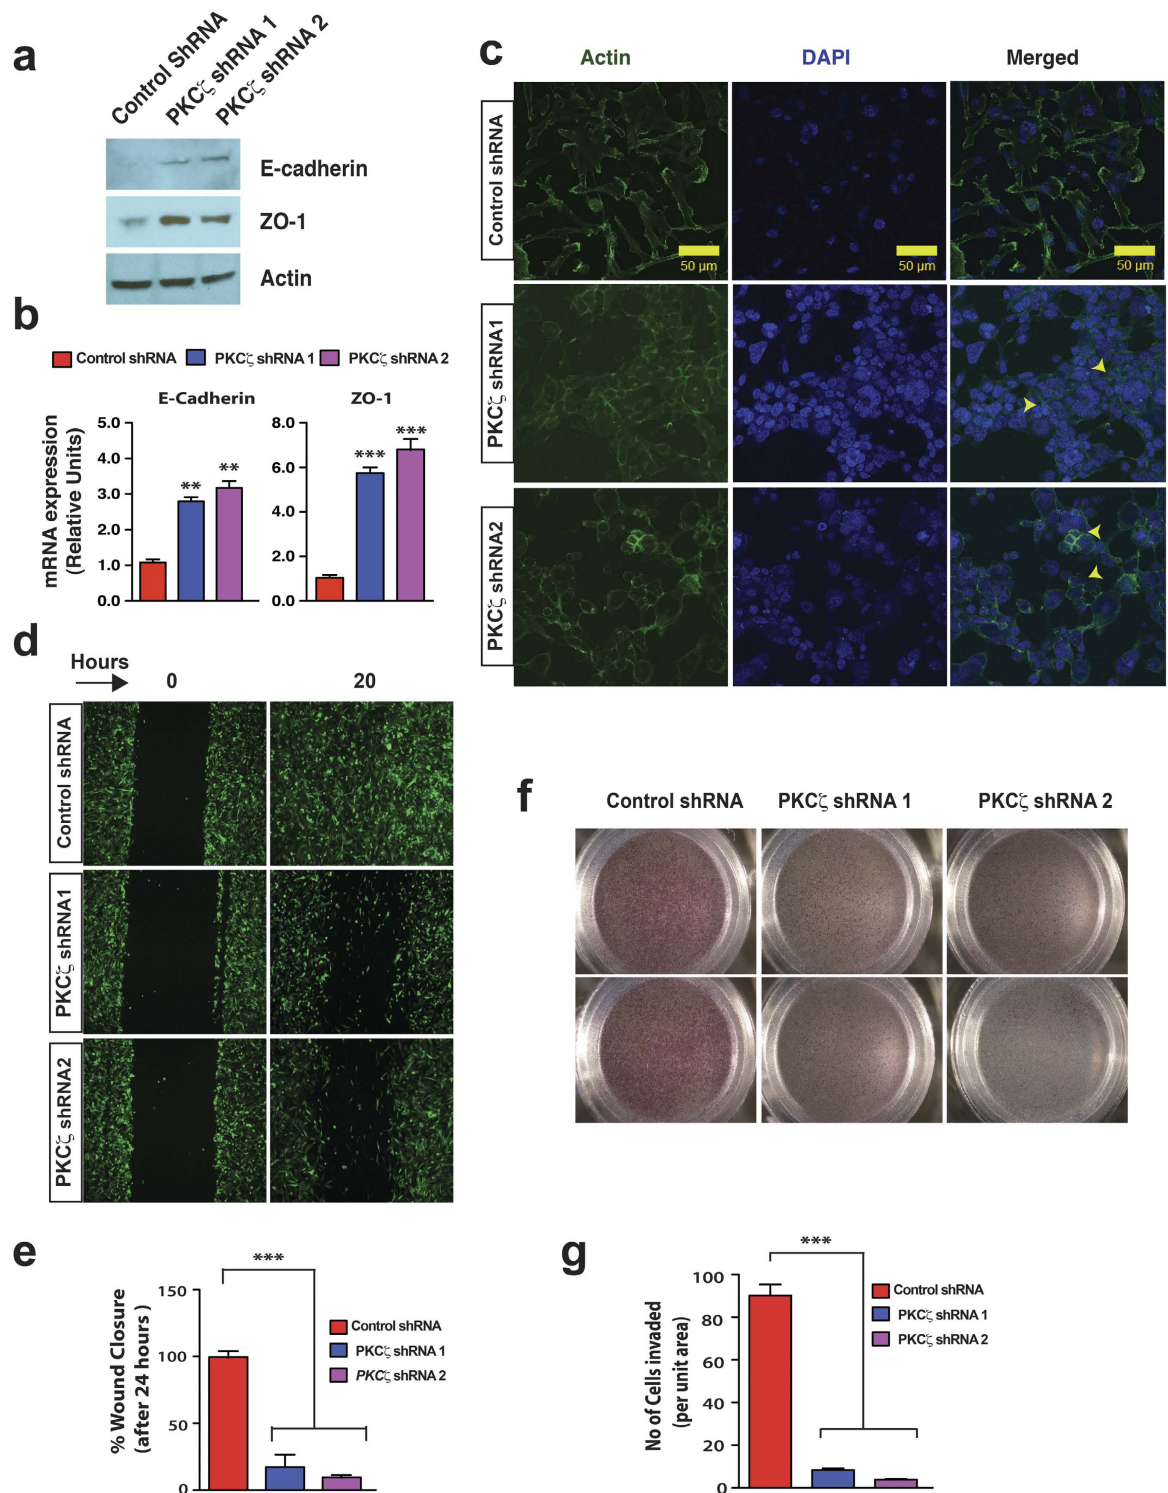 a
Control ShRNA
PKCζ shRNA 1
PKCζ shRNA 2
E-cadherin
ZO-1
Actin
b
Control shRNA
PKCζ shRNA 1
PKCζ shRNA 2
E-Cadherin
ZO-1
mRNA expression
(Relative Units)
5.0
4.0
3.0
2.0
1.0
0.0
**
**
8.0
6.0
4.0
2.0
0.0
***
***
c
Actin
DAPI
Merged
Control shRNA
50 µm
50 µm
50 µm
PKCζ shRNA1
PKCζ shRNA2
d
Hours
0
20
Control shRNA
PKCζ shRNA1
PKCζ shRNA2
e
% Wound Closure
(after 24 hours )
150
100
50
0
***
Control shRNA
PKCζ shRNA 1
PKCζ shRNA 2
f
Control shRNA
PKCζ shRNA 1
PKCζ shRNA 2
g
No of Cells invaded
(per unit area)
100
80
60
40
20
0
***
Control shRNA
PKCζ shRNA 1
PKCζ shRNA 2